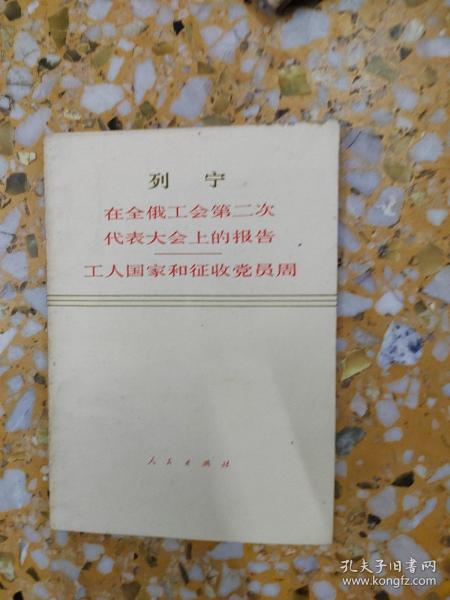 列宁
在全俄工会第二次
代表大会上的报告
工人国家和征收党员周
人民出版社
孔夫子旧书网
www.kongfz.com